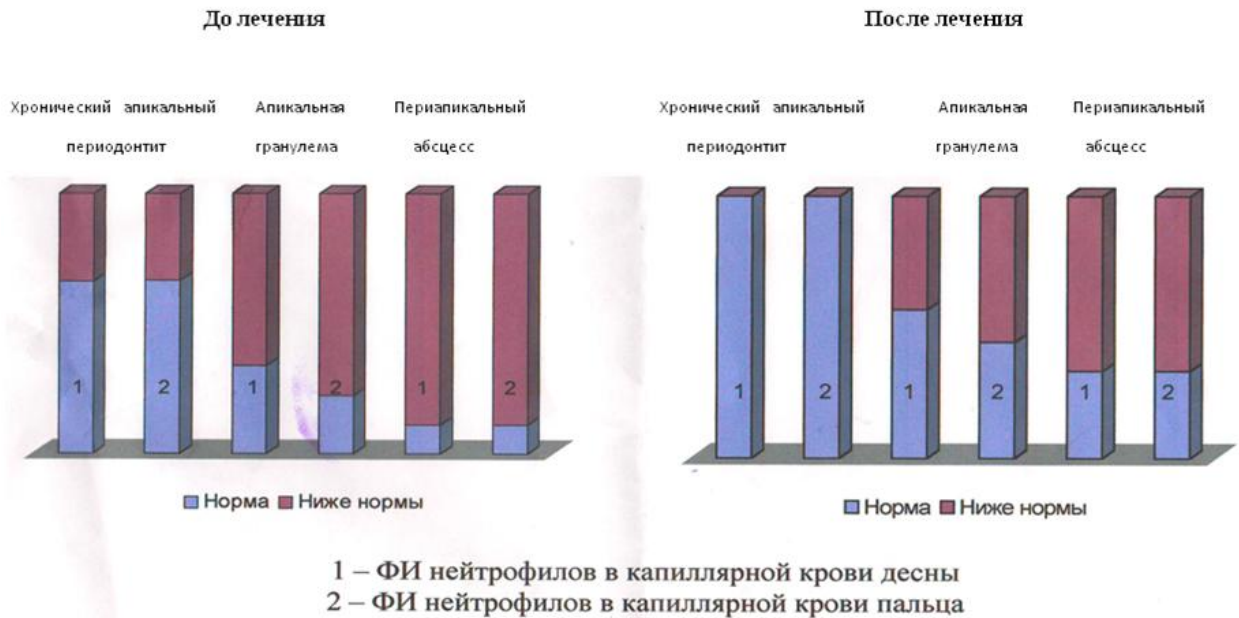 До лечения
Хронический апикальный
периодонтит
Апикальная
гранулема
Периапикальный
абсцесс
1
2
1
2
1
2
Норма Ниже нормы
После лечения
Хронический апикальный
периодонтит
Апикальная
гранулема
Периапикальный
абсцесс
1
2
1
2
1
2
Норма Ниже нормы
1 – ФИ нейтрофилов в капиллярной крови десны
2 – ФИ нейтрофилов в капиллярной крови пальца